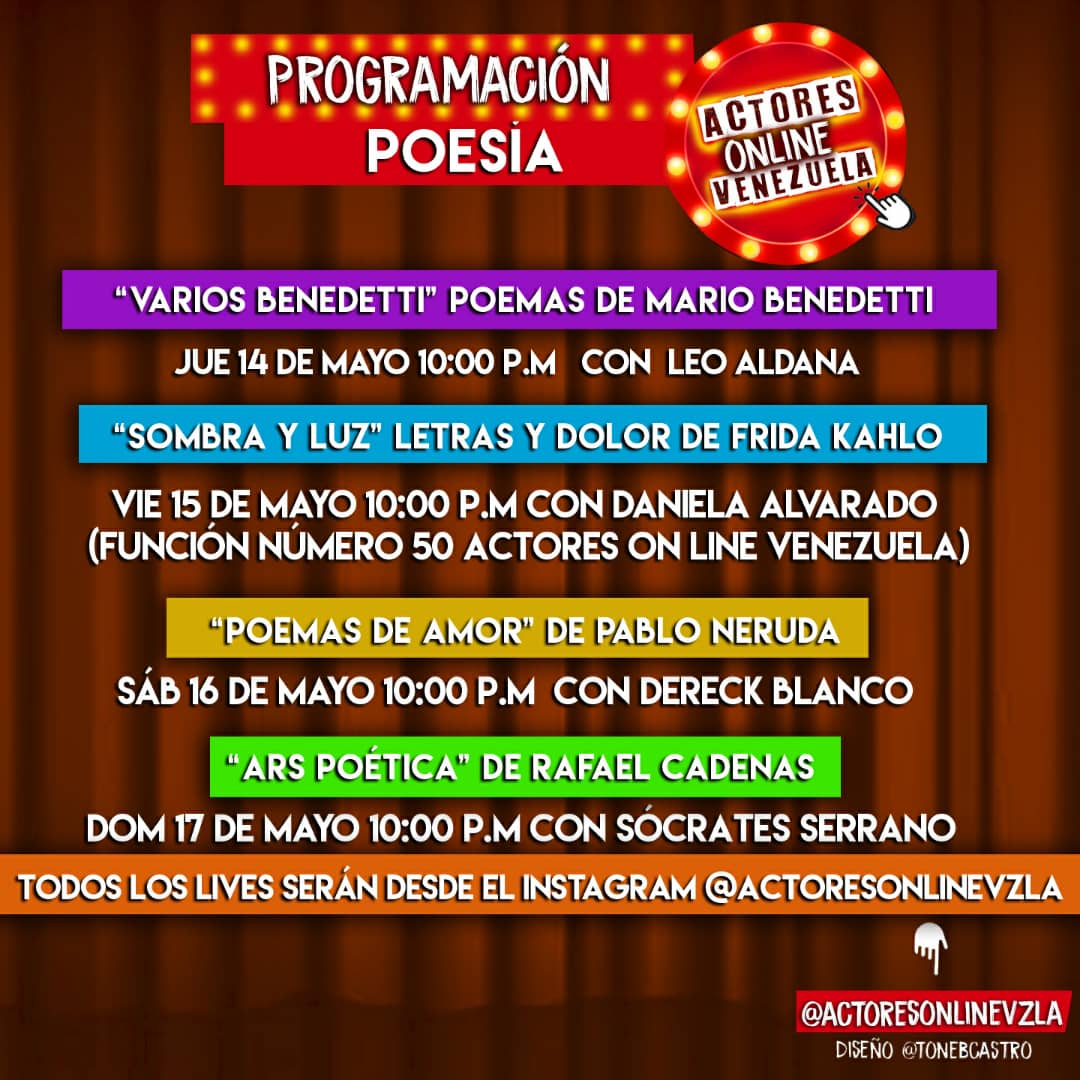 PROGRAMACIÓN
POESÍA
ACTORES
ONLINE
VENEZUELA
“VARIOS BENEDETTI” POEMAS DE MARIO BENEDETTI
JUE 14 DE MAYO 10:00 P.M CON LEO ALDANA
“SOMBRA Y LUZ” LETRAS Y DOLOR DE FRIDA KAHLO
VIE 15 DE MAYO 10:00 P.M CON DANIELA ALVARADO
(FUNCIÓN NÚMERO 50 ACTORES ON LINE VENEZUELA)
“POEMAS DE AMOR” DE PABLO NERUDA
SÁB 16 DE MAYO 10:00 P.M CON DERECK BLANCO
“ARS POÉTICA” DE RAFAEL CADENAS
DOM 17 DE MAYO 10:00 P.M CON SÓCRATES SERRANO
TODOS LOS LIVES SERÁN DESDE EL INSTAGRAM @ACTORESONLINEVZLA
@ACTORESONLINEVZLA
DISEÑO @TONEBCASTRO